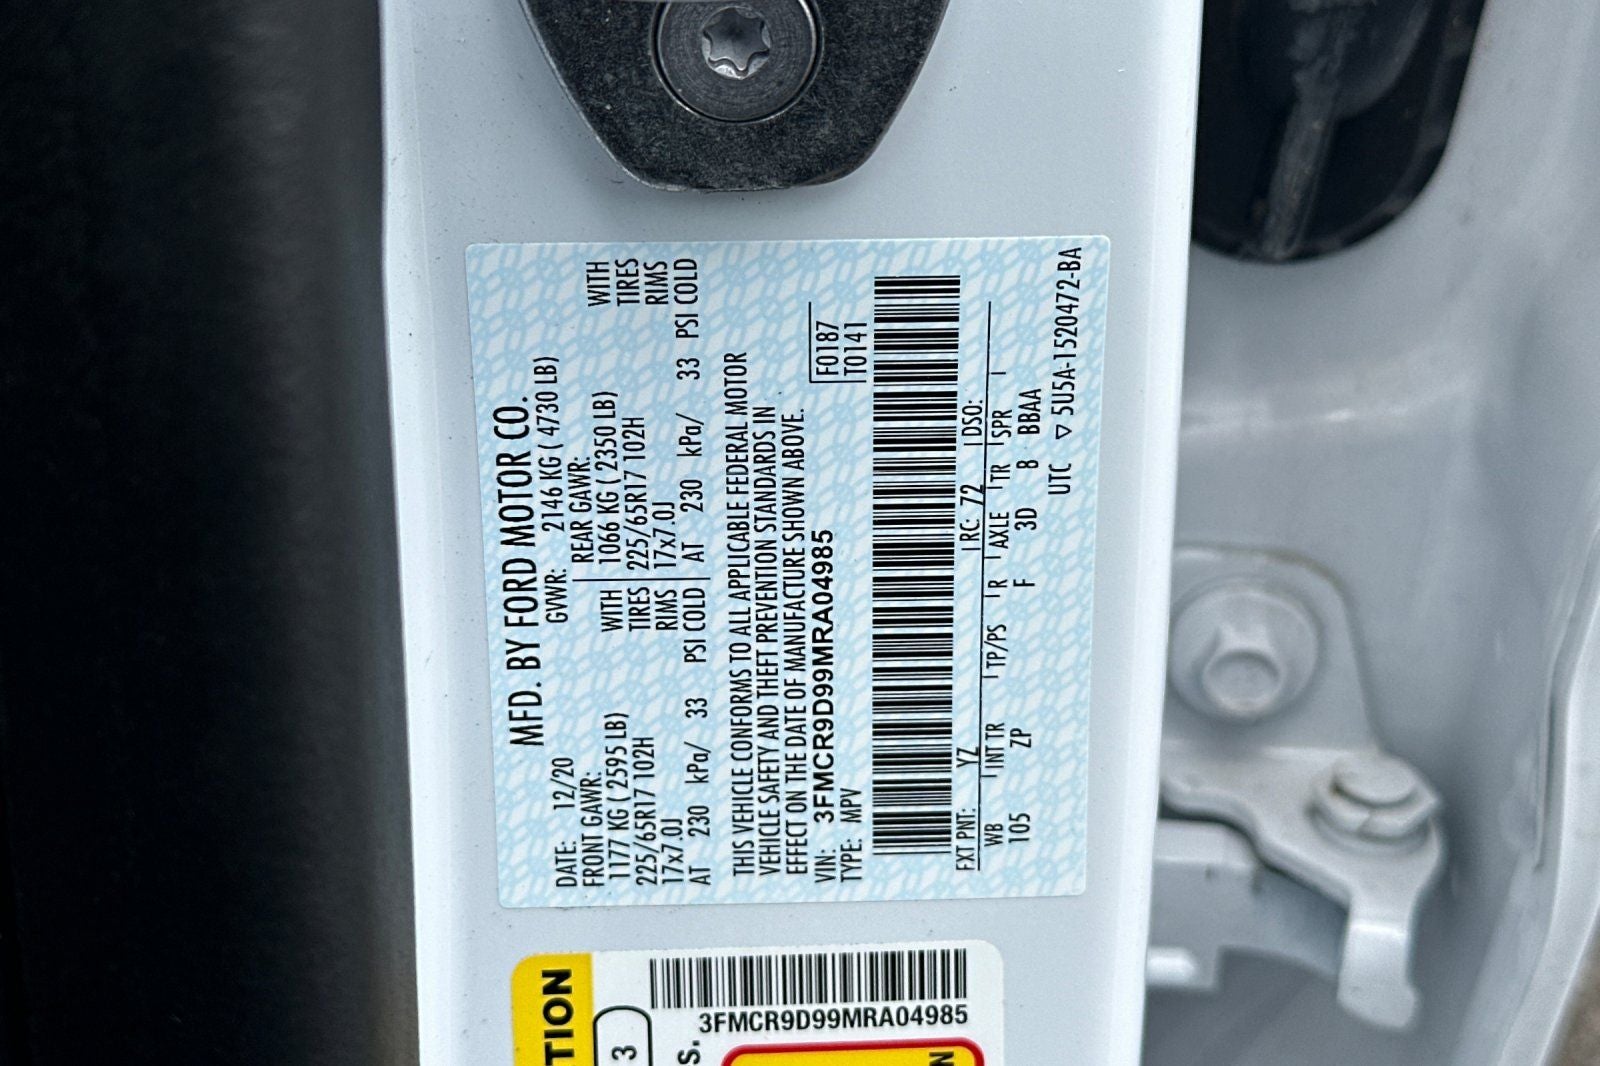 MFD. BY FORD MOTOR CO.
DATE: 12/20 GVWR: 2146 KG ( 4730 LB)
FRONT GAWR: REAR GAWR:
1177 KG ( 2595 LB) WITH 1066 KG ( 2350 LB) WITH
225/65R17 102H TIRES 225/65R17 102H TIRES
17x7.0J RIMS 17x7.0J RIMS
AT 230 kPa/ 33 PSI COLD AT 230 kPa/ 33 PSI COLD
THIS VEHICLE CONFORMS TO ALL APPLICABLE FEDERAL MOTOR
VEHICLE SAFETY AND THEFT PREVENTION STANDARDS IN
EFFECT ON THE DATE OF MANUFACTURE SHOWN ABOVE.
VIN: 3FMCR9D99MRA04985 F0187
TYPE: MPV T0141
EXT PNT: YZ RC: 72 DSO:
WB INT TR TP/PS R AXLE TR SPR
105 ZP F 3D 8 BBAA
UTC ▽ 5U5A-1520472-BA
TION
3
3FMCR9D99MRA04985
S.
N